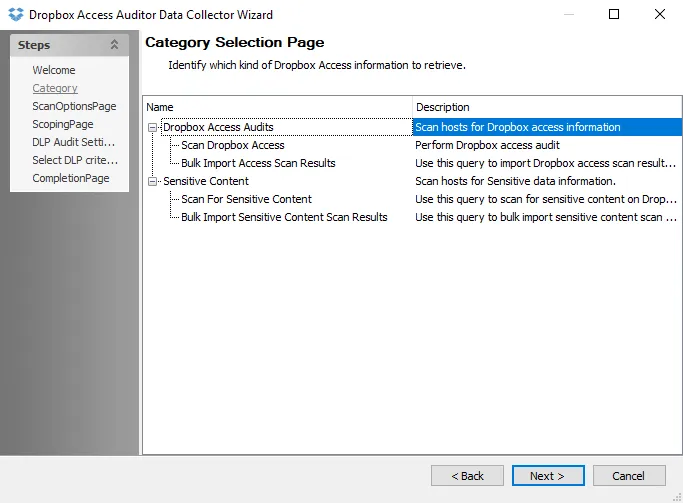 Dropbox Access Auditor Data Collector Wizard
Steps
Welcome
Category
ScanOptionsPage
ScopingPage
DLP Audit Setti...
Select DLP crite...
CompletionPage
Category Selection Page
Identify which kind of Dropbox Access information to retrieve.
Name Description
Dropbox Access Audits Scan hosts for Dropbox access information
Scan Dropbox Access Perform Dropbox access audit
Bulk Import Access Scan Results Use this query to import Dropbox access scan result...
Sensitive Content Scan hosts for Sensitive data information.
Scan For Sensitive Content Use this query to scan for sensitive content on Drop...
Bulk Import Sensitive Content Scan Results Use this query to bulk import sensitive content scan ...
< Back Next > Cancel